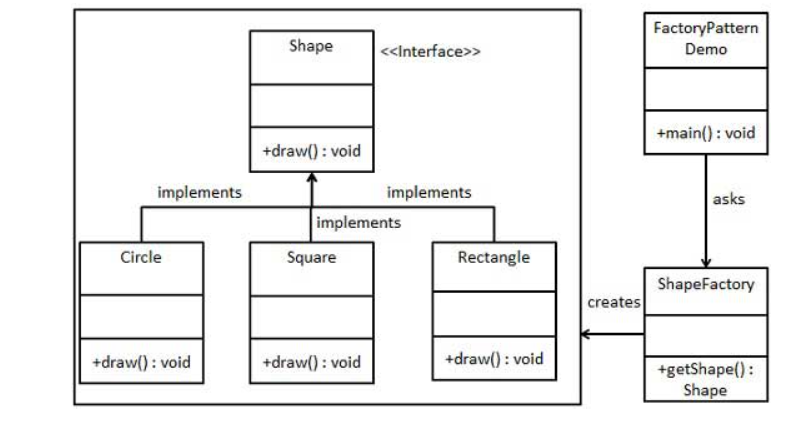 Shape
<<Interface>>
+draw() : void
implements
implements
implements
Circle
+draw() : void
Square
+draw() : void
Rectangle
+draw() : void
FactoryPattern
Demo
+main() : void
asks
ShapeFactory
+getShape() :
Shape
creates